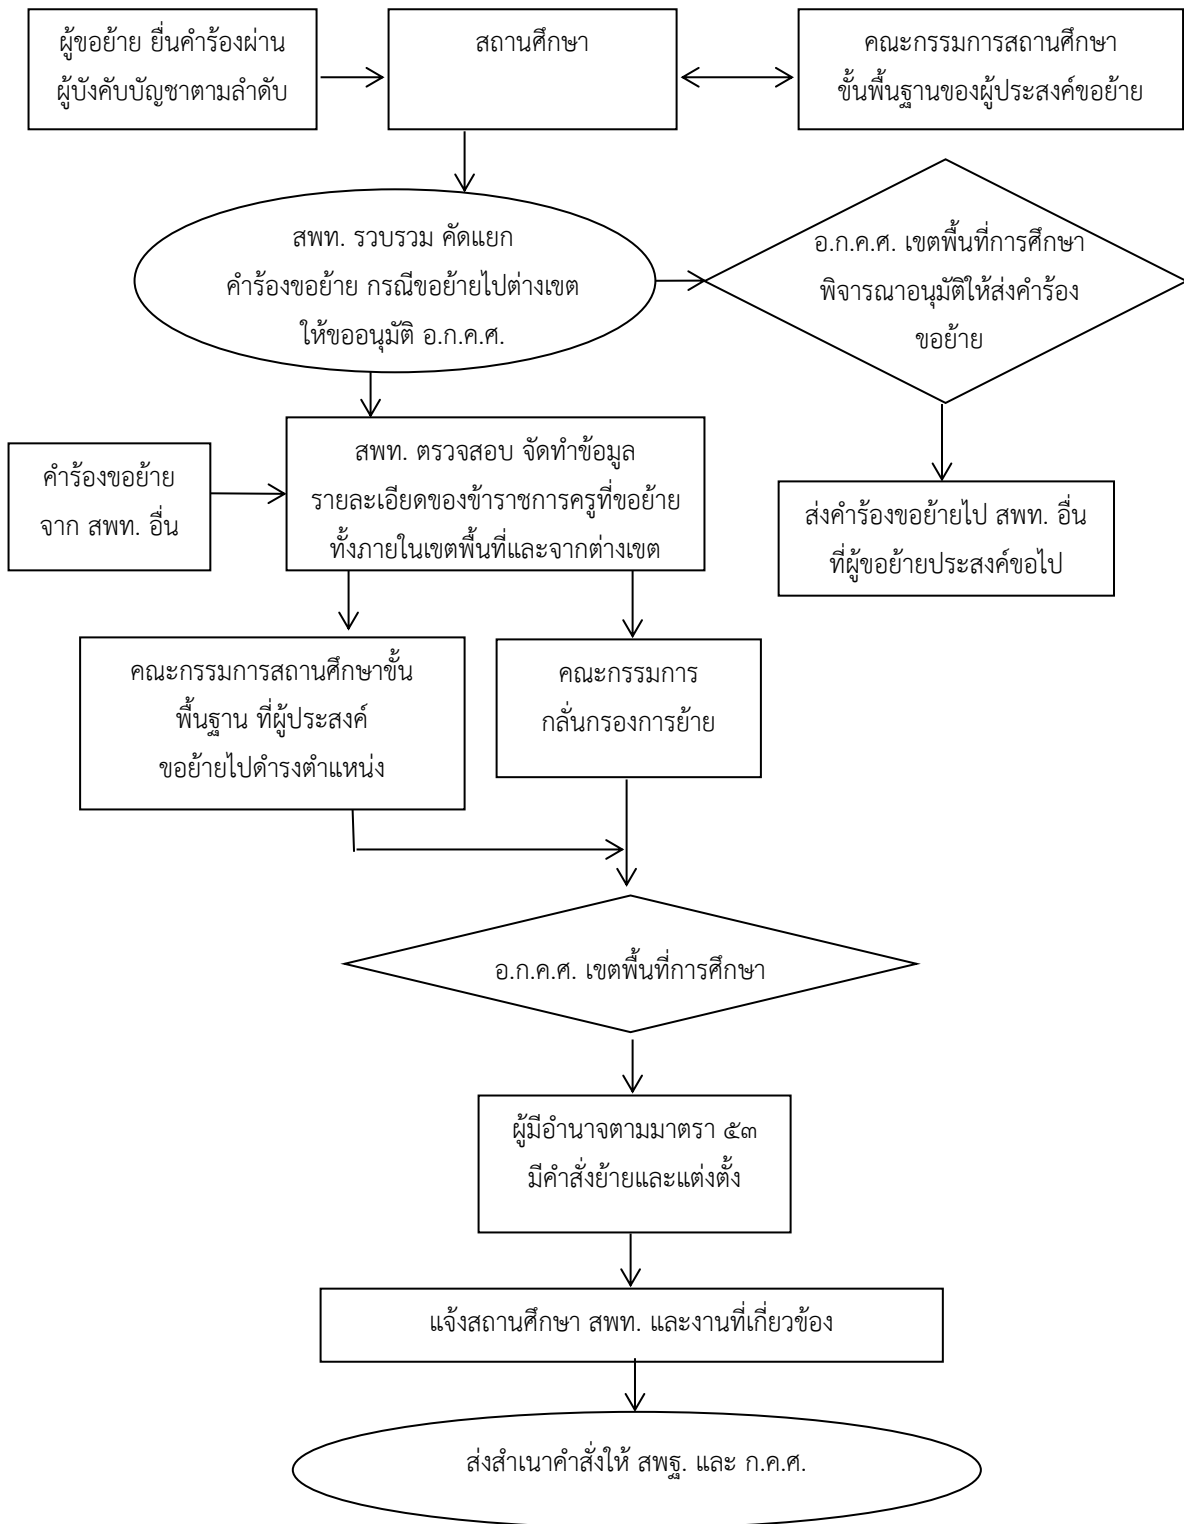 ผู้ขอย้าย ยื่นคำร้องผ่าน
ผู้บังคับบัญชาตามลำดับ
สถานศึกษา
คณะกรรมการสถานศึกษา
ขั้นพื้นฐานของผู้ประสงค์ขอย้าย
สพท. รวบรวม คัดแยก
คำร้องขอย้าย กรณีขอย้ายไปต่างเขต
ให้ขออนุมัติ อ.ก.ค.ศ.
อ.ก.ค.ศ. เขตพื้นที่การศึกษา
พิจารณาอนุมัติให้ส่งคำร้อง
ขอย้าย
คำร้องขอย้าย
จาก สพท. อื่น
สพท. ตรวจสอบ จัดทำข้อมูล
รายละเอียดของข้าราชการครูที่ขอย้าย
ทั้งภายในเขตพื้นที่และจากต่างเขต
ส่งคำร้องขอย้ายไป สพท. อื่น
ที่ผู้ขอย้ายประสงค์ขอไป
คณะกรรมการสถานศึกษาขั้น
พื้นฐาน ที่ผู้ประสงค์
ขอย้ายไปดำรงตำแหน่ง
คณะกรรมการ
กลั่นกรองการย้าย
อ.ก.ค.ศ. เขตพื้นที่การศึกษา
ผู้มีอำนาจตามมาตรา ๕๓
มีคำสั่งย้ายและแต่งตั้ง
แจ้งสถานศึกษา สพท. และงานที่เกี่ยวข้อง
ส่งสำเนาคำสั่งให้ สพฐ. และ ก.ค.ศ.